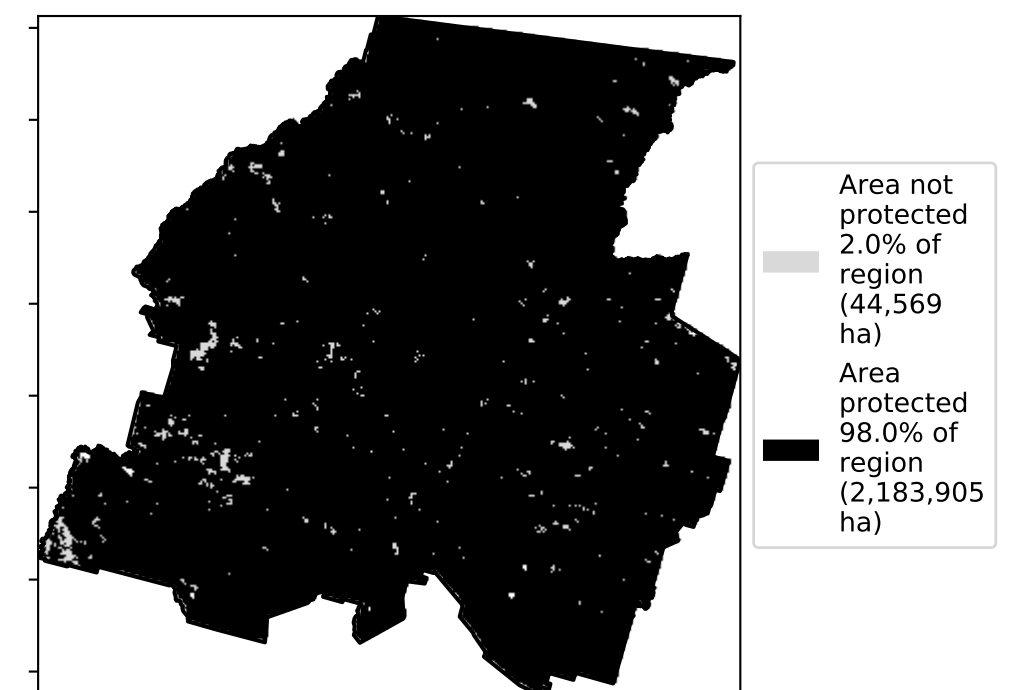 Area not
protected
2.0% of
region
(44,569
ha)
Area
protected
98.0% of
region
(2,183,905
ha)